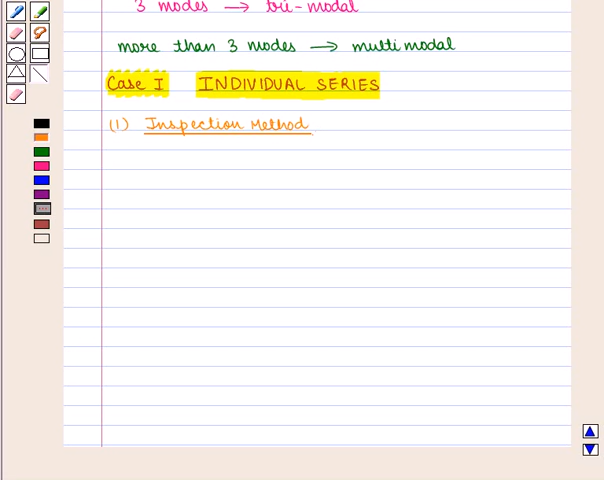 3 modes → tri-modal
more than 3 modes → multimodal
Case I INDIVIDUAL SERIES
(1) Inspection Method